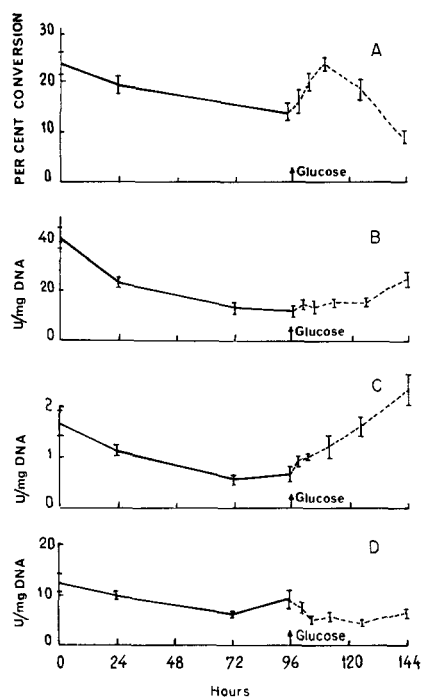 PER CENT CONVERSION
30
20
10
0
A
Glucose
U/mg DNA
40
20
0
B
Glucose
U/mg DNA
2
1
0
C
Glucose
U/mg DNA
20
10
0
D
Glucose
0 24 48 72 96 120 144
Hours